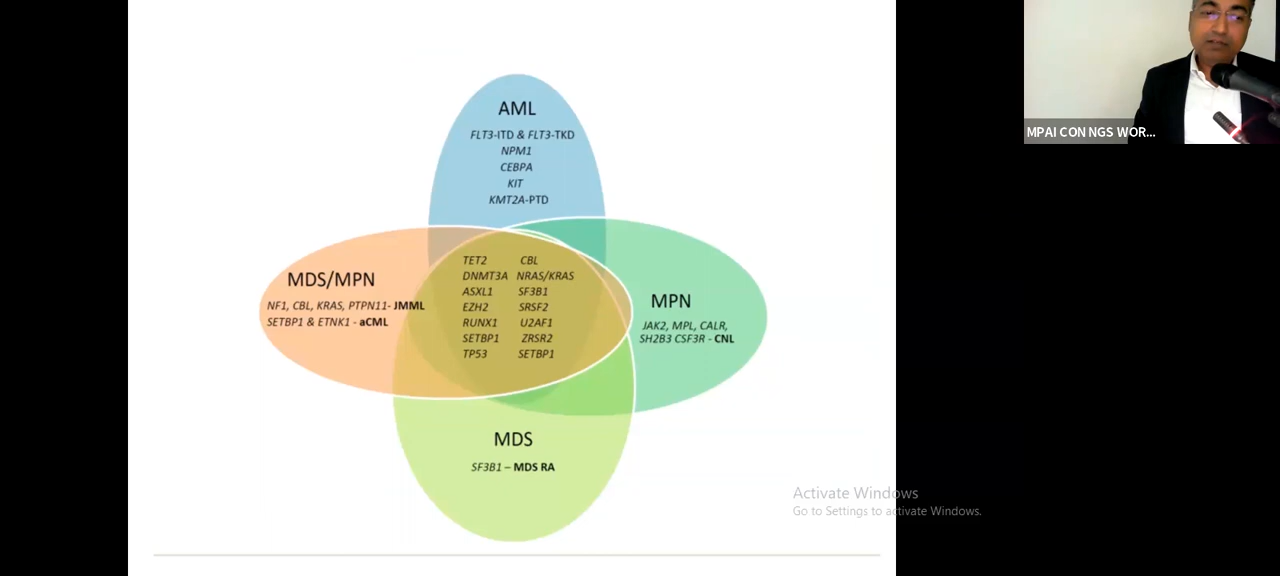 AML
FLT3-ITD & FLT3-TKD
NPM1
CEBPA
KIT
KMT2A-PTD
MDS/MPN
NF1, CBL, KRAS, PTPN11- JMML
SETBP1 & ETNK1 - aCML
TET2 CBL
DNMT3A NRAS/KRAS
ASXL1 SF3B1
EZH2 SRSF2
RUNX1 U2AF1
SETBP1 ZRSR2
TP53 SETBP1
MPN
JAK2, MPL, CALR,
SH2B3 CSF3R - CNL
MDS
SF3B1 – MDS RA
MPAI CON NGS WOR...
Activate Windows
Go to Settings to activate Windows.